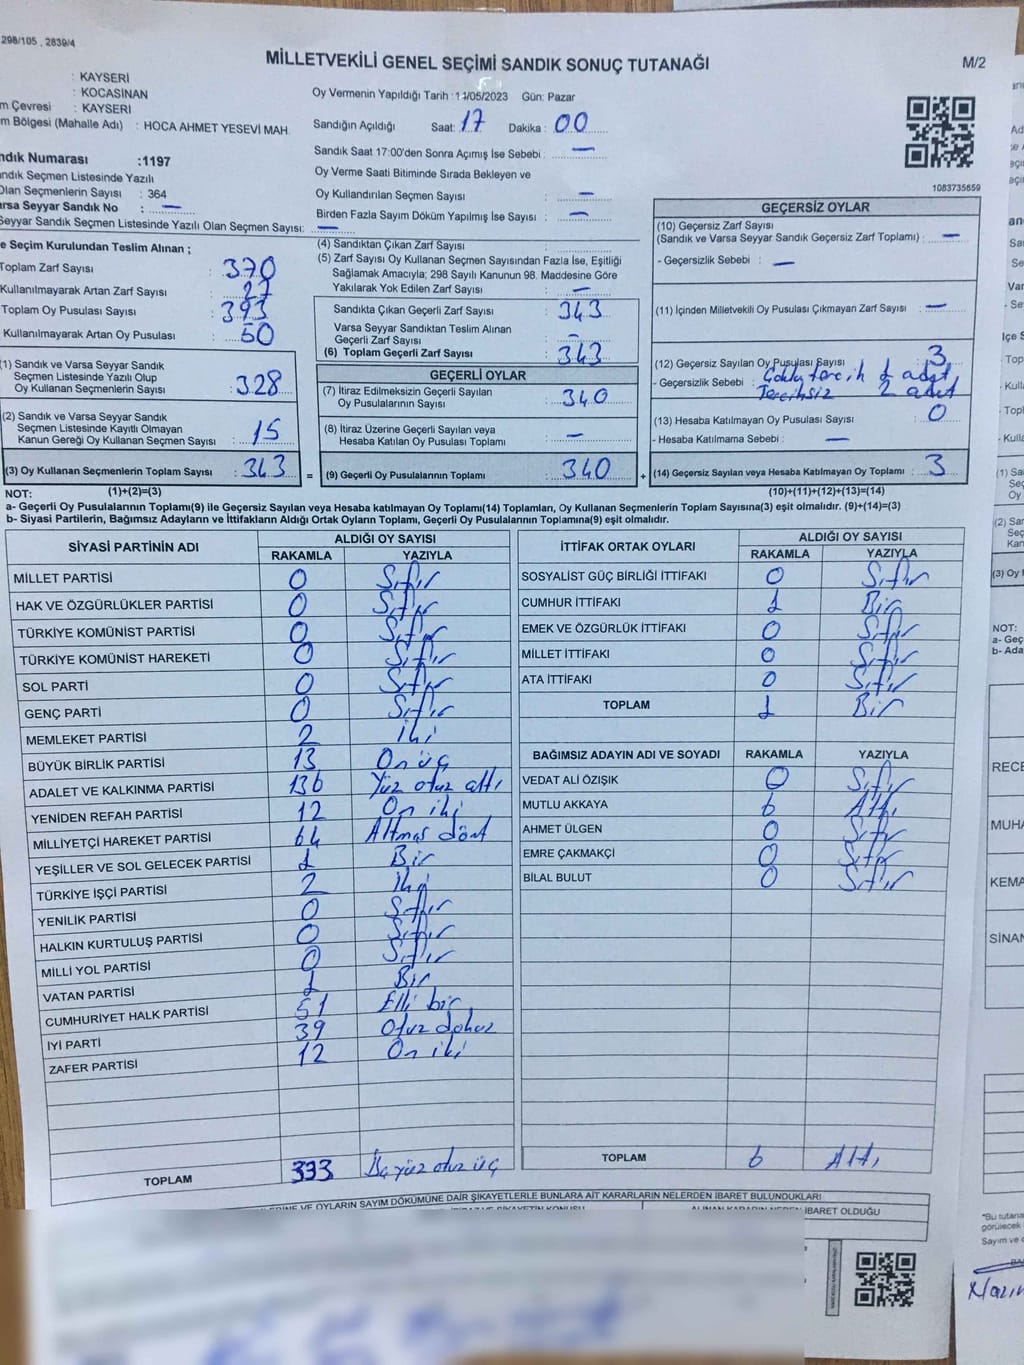 298/105 , 2839/4
MİLLETVEKİLİ GENEL SEÇİMİ SANDIK SONUÇ TUTANAĞI
M/2
: KAYSERİ
: KOCASİNAN
m Çevresi : KAYSERİ
m Bölgesi (Mahalle Adı) : HOCA AHMET YESEVİ MAH.
ndık Numarası :1197
ndık Seçmen Listesinde Yazılı
Olan Seçmenlerin Sayısı : 364
arsa Seyyar Sandık No : —
Seyyar Sandık Seçmen Listesinde Yazılı Olan Seçmen Sayısı: —
Oy Vermenin Yapıldığı Tarih :14/05/2023 Gün: Pazar
Sandığın Açıldığı Saat: 17 Dakika : 00
Sandık Saat 17:00'den Sonra Açımış İse Sebebi : —
Oy Verme Saati Bitiminde Sırada Bekleyen ve
Oy Kullandırılan Seçmen Sayısı : —
Birden Fazla Sayım Döküm Yapılmış İse Sayısı : —
1083735659
e Seçim Kurulundan Teslim Alınan ;
Toplam Zarf Sayısı : 370
Kullanılmayarak Artan Zarf Sayısı : 27
Toplam Oy Pusulası Sayısı : 393
Kullanılmayarak Artan Oy Pusulası : 50
(1) Sandık ve Varsa Seyyar Sandık
Seçmen Listesinde Yazılı Olup
Oy Kullanan Seçmenlerin Sayısı : 328
(2) Sandık ve Varsa Seyyar Sandık
Seçmen Listesinde Kayıtlı Olmayan
Kanun Gereği Oy Kullanan Seçmen Sayısı : 15
(3) Oy Kullanan Seçmenlerin Toplam Sayısı : 343
(1)+(2)=(3)
(4) Sandıktan Çıkan Zarf Sayısı :
(5) Zarf Sayısı Oy Kullanan Seçmen Sayısından Fazla İse, Eşitliği
Sağlamak Amacıyla; 298 Sayılı Kanunun 98. Maddesine Göre
Yakılarak Yok Edilen Zarf Sayısı : —
Sandıkta Çıkan Geçerli Zarf Sayısı : 343
Varsa Seyyar Sandıktan Teslim Alınan
Geçerli Zarf Sayısı : —
(6) Toplam Geçerli Zarf Sayısı : 343
GEÇERLİ OYLAR
(7) İtiraz Edilmeksizin Geçerli Sayılan
Oy Pusulalarının Sayısı : 340
(8) İtiraz Üzerine Geçerli Sayılan veya
Hesaba Katılan Oy Pusulası Toplamı : —
= (9) Geçerli Oy Pusulalarının Toplamı : 340 +
GEÇERSİZ OYLAR
(10) Geçersiz Zarf Sayısı
(Sandık ve Varsa Seyyar Sandık Geçersiz Zarf Toplamı) : —
- Geçersizlik Sebebi : —
(11) İçinden Milletvekili Oy Pusulası Çıkmayan Zarf Sayısı : —
(12) Geçersiz Sayılan Oy Pusulası Sayısı : 3
- Geçersizlik Sebebi : Çoklu tercih 1 adet
Tercihsiz 2 adet
(13) Hesaba Katılmayan Oy Pusulası Sayısı : 0
- Hesaba Katılmama Sebebi : —
(14) Geçersiz Sayılan veya Hesaba Katılmayan Oy Toplamı : 3
(10)+(11)+(12)+(13)=(14)
NOT:
a- Geçerli Oy Pusulalarının Toplamı(9) ile Geçersiz Sayılan veya Hesaba katılmayan Oy Toplamı(14) Toplamları, Oy Kullanan Seçmenlerin Toplam Sayısına(3) eşit olmalıdır. (9)+(14)=(3)
b- Siyasi Partilerin, Bağımsız Adayların ve İttifakların Aldığı Ortak Oyların Toplamı, Geçerli Oy Pusulalarının Toplamına(9) eşit olmalıdır.
SİYASİ PARTİNİN ADI ALDIĞI OY SAYISI
RAKAMLA YAZIYLA
MİLLET PARTİSİ 0 Sıfır
HAK VE ÖZGÜRLÜKLER PARTİSİ 0 Sıfır
TÜRKİYE KOMÜNİST PARTİSİ 0 Sıfır
TÜRKİYE KOMÜNİST HAREKETİ 0 Sıfır
SOL PARTİ 0 Sıfır
GENÇ PARTİ 0 Sıfır
MEMLEKET PARTİSİ 2 iki
BÜYÜK BİRLİK PARTİSİ 13 On üç
ADALET VE KALKINMA PARTİSİ 136 Yüz otuz altı
YENİDEN REFAH PARTİSİ 12 On iki
MİLLİYETÇİ HAREKET PARTİSİ 64 Altmış dört
YEŞİLLER VE SOL GELECEK PARTİSİ 1 Bir
TÜRKİYE İŞÇİ PARTİSİ 2 iki
YENİLİK PARTİSİ 0 Sıfır
HALKIN KURTULUŞ PARTİSİ 0 Sıfır
MİLLİ YOL PARTİSİ 0 Sıfır
VATAN PARTİSİ 1 Bir
CUMHURİYET HALK PARTİSİ 51 Elli bir
İYİ PARTİ 39 Otuz dokuz
ZAFER PARTİSİ 12 On iki
TOPLAM 333 Üç yüz otuz üç
İTTİFAK ORTAK OYLARI ALDIĞI OY SAYISI
RAKAMLA YAZIYLA
SOSYALİST GÜÇ BİRLİĞİ İTTİFAKI 0 Sıfır
CUMHUR İTTİFAKI 1 Bir
EMEK VE ÖZGÜRLÜK İTTİFAKI 0 Sıfır
MİLLET İTTİFAKI 0 Sıfır
ATA İTTİFAKI 0 Sıfır
TOPLAM 1 Bir
BAĞIMSIZ ADAYIN ADI VE SOYADI RAKAMLA YAZIYLA
VEDAT ALİ ÖZIŞIK 0 Sıfır
MUTLU AKKAYA 6 Altı
AHMET ÜLGEN 0 Sıfır
EMRE ÇAKMAKÇİ 0 Sıfır
BİLAL BULUT 0 Sıfır
TOPLAM 6 Altı
VE OYLARIN SAYIM DÖKÜMÜNE DAİR ŞİKAYETLERLE BUNLARA AİT KARARLARIN NELERDEN İBARET BULUNDUKLARI
İBARET OLDUĞU
NOT:
a- Geç
b- Ada
RECE
MUHA
KEMA
SİNAN
*Bu tutana
görülecek
Sayım ve